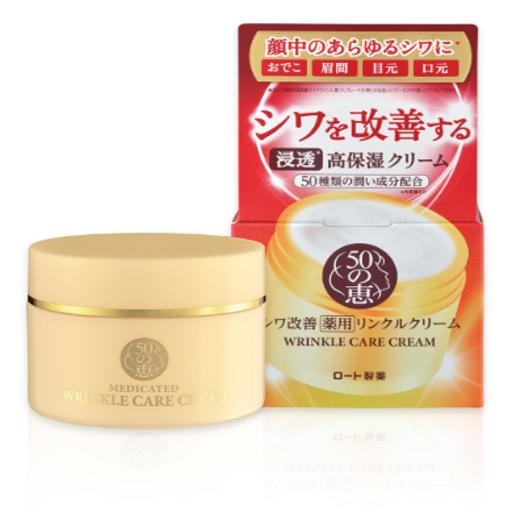 顔中のあらゆるシワに
おでこ 眉間 目元 口元
シワを改善する
浸透 高保湿クリーム
50種類の潤い成分配合
50の恵
シワ改善 薬用 リンクルクリーム
WRINKLE CARE CREAM
ロート製薬
50の恵
MEDICATED
WRINKLE CARE CREAM